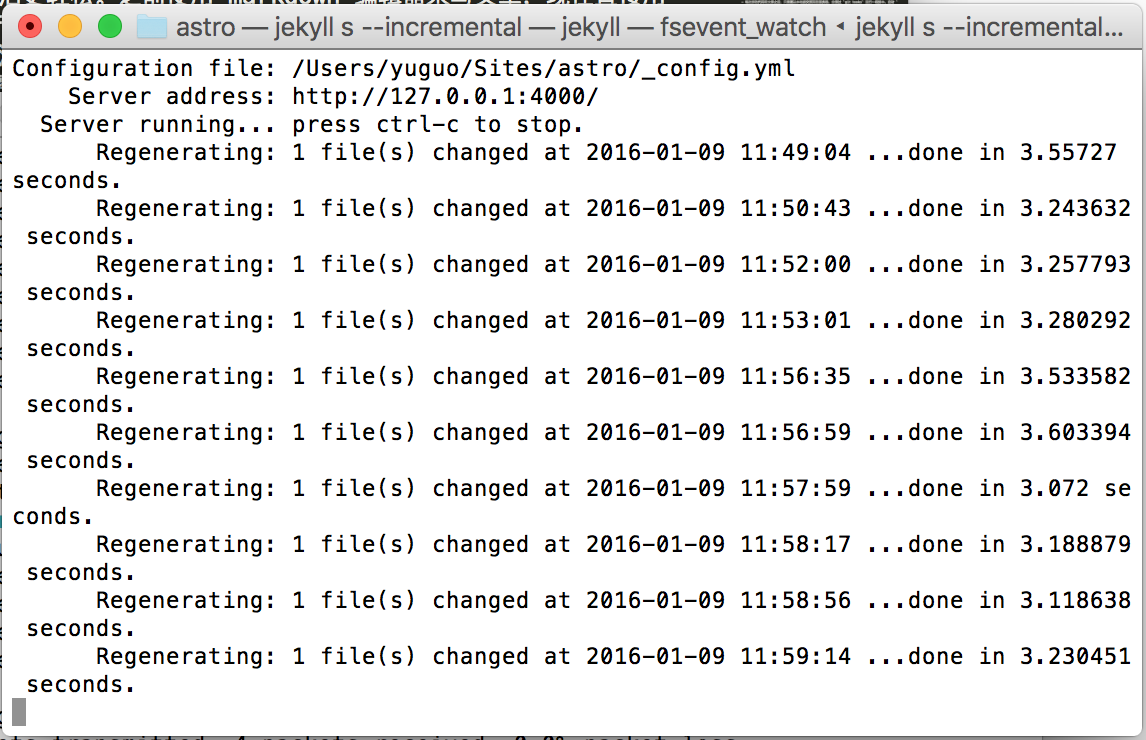 astro — jekyll s --incremental — jekyll — fsevent_watch ◂ jekyll s --incremental...
Configuration file: /Users/yuguo/Sites/astro/_config.yml
Server address: http://127.0.0.1:4000/
Server running... press ctrl-c to stop.
Regenerating: 1 file(s) changed at 2016-01-09 11:49:04 ...done in 3.55727
seconds.
Regenerating: 1 file(s) changed at 2016-01-09 11:50:43 ...done in 3.243632
seconds.
Regenerating: 1 file(s) changed at 2016-01-09 11:52:00 ...done in 3.257793
seconds.
Regenerating: 1 file(s) changed at 2016-01-09 11:53:01 ...done in 3.280292
seconds.
Regenerating: 1 file(s) changed at 2016-01-09 11:56:35 ...done in 3.533582
seconds.
Regenerating: 1 file(s) changed at 2016-01-09 11:56:59 ...done in 3.603394
seconds.
Regenerating: 1 file(s) changed at 2016-01-09 11:57:59 ...done in 3.072 se
conds.
Regenerating: 1 file(s) changed at 2016-01-09 11:58:17 ...done in 3.188879
seconds.
Regenerating: 1 file(s) changed at 2016-01-09 11:58:56 ...done in 3.118638
seconds.
Regenerating: 1 file(s) changed at 2016-01-09 11:59:14 ...done in 3.230451
seconds.